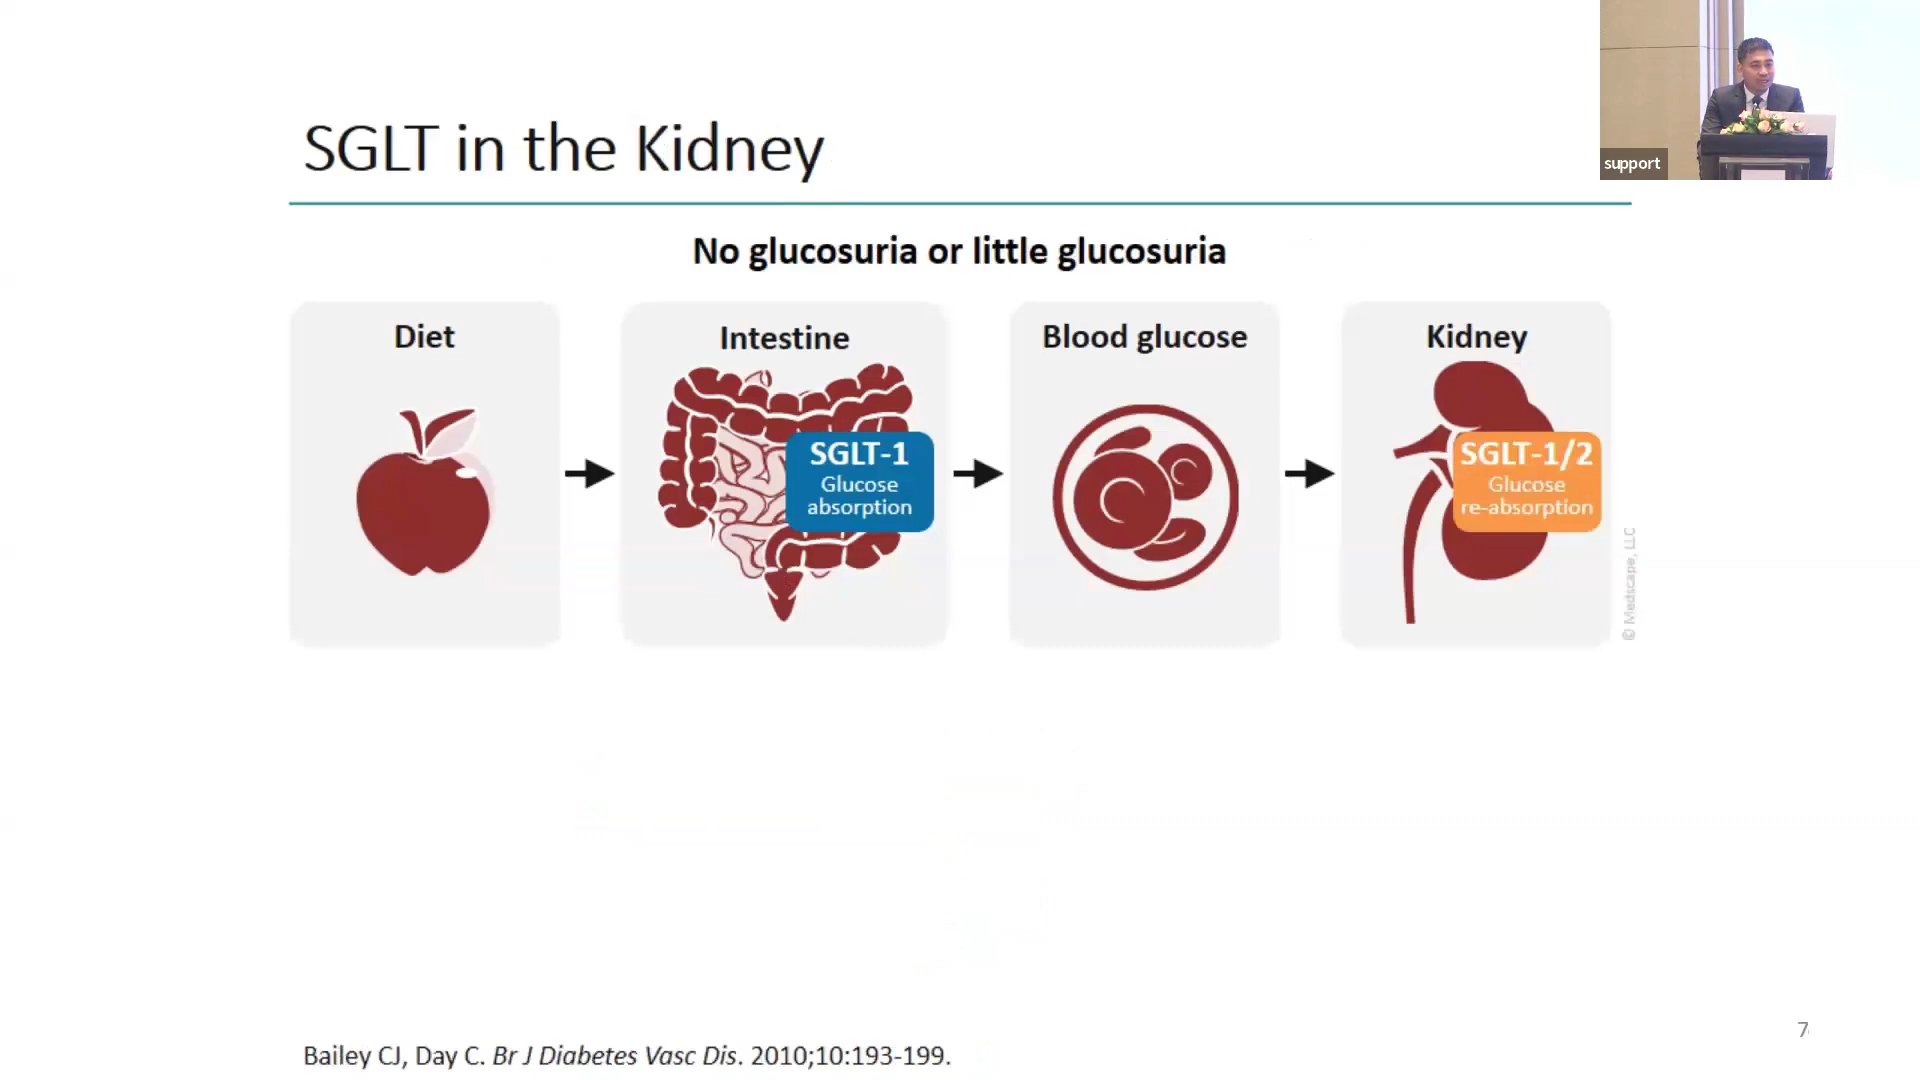 support
SGLT in the Kidney
No glucosuria or little glucosuria
Diet
Intestine
Blood glucose
Kidney
SGLT-1
Glucose
absorption
SGLT-1/2
Glucose
re-absorption
© Medscape, LLC
Bailey CJ, Day C. Br J Diabetes Vasc Dis. 2010;10:193-199.
7